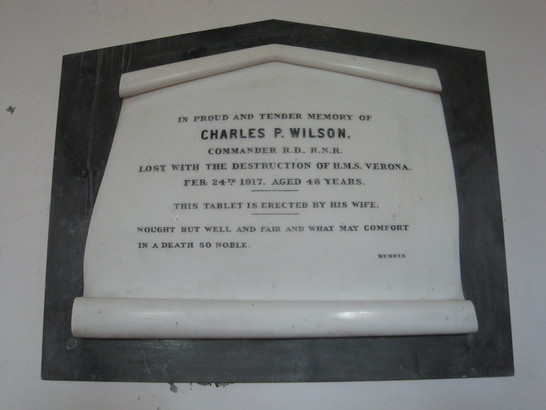 IN PROUD AND TENDER MEMORY OF
CHARLES P. WILSON,
COMMANDER R.D., R.N.R.
LOST WITH THE DESTRUCTION OF H.M.S. VERONA.
FEB. 24TH 1917. AGED 48 YEARS.
THIS TABLET IS ERECTED BY HIS WIFE.
NOUGHT BUT WELL AND FAIR AND WHAT MAY COMFORT
IN A DEATH SO NOBLE.